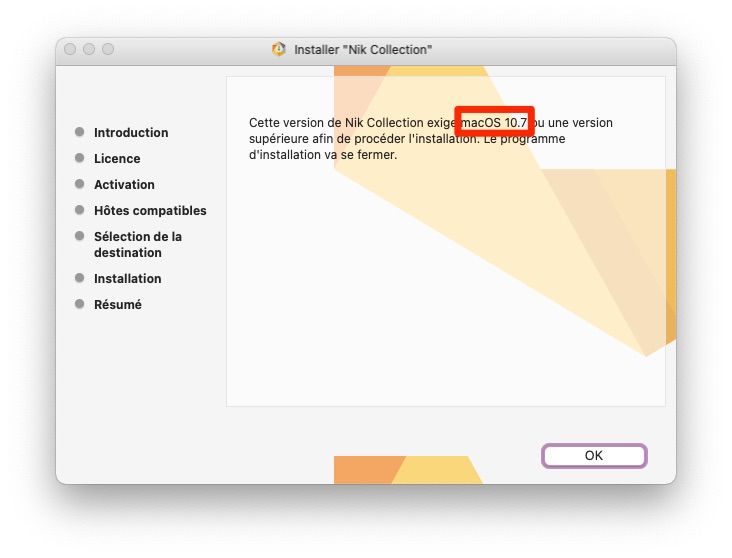 Installer "Nik Collection"
Introduction
Licence
Activation
Hôtes compatibles
Sélection de la
destination
Installation
Résumé
Cette version de Nik Collection exige macOS 10.7 ou une version
supérieure afin de procéder l'installation. Le programme
d'installation va se fermer.
OK